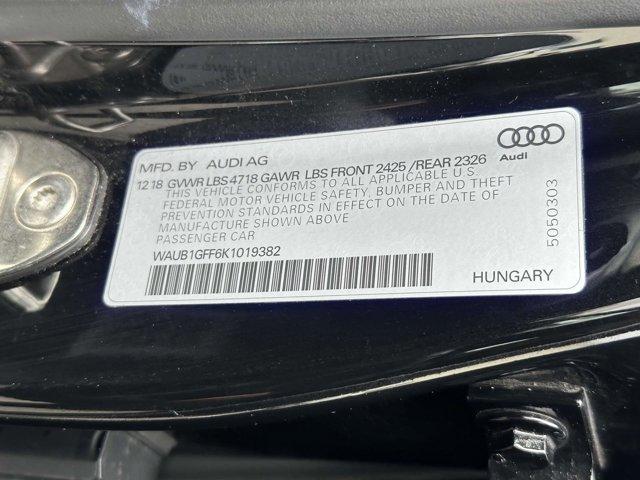 MFD. BY AUDI AG
12.18 GVWR LBS 4718 GAWR LBS FRONT 2425 /REAR 2326
THIS VEHICLE CONFORMS TO ALL APPLICABLE U.S.
FEDERAL MOTOR VEHICLE SAFETY, BUMPER AND THEFT
PREVENTION STANDARDS IN EFFECT ON THE DATE OF
MANUFACTURE SHOWN ABOVE
PASSENGER CAR
WAUB1GFF6K1019382
Audi
5050303
HUNGARY